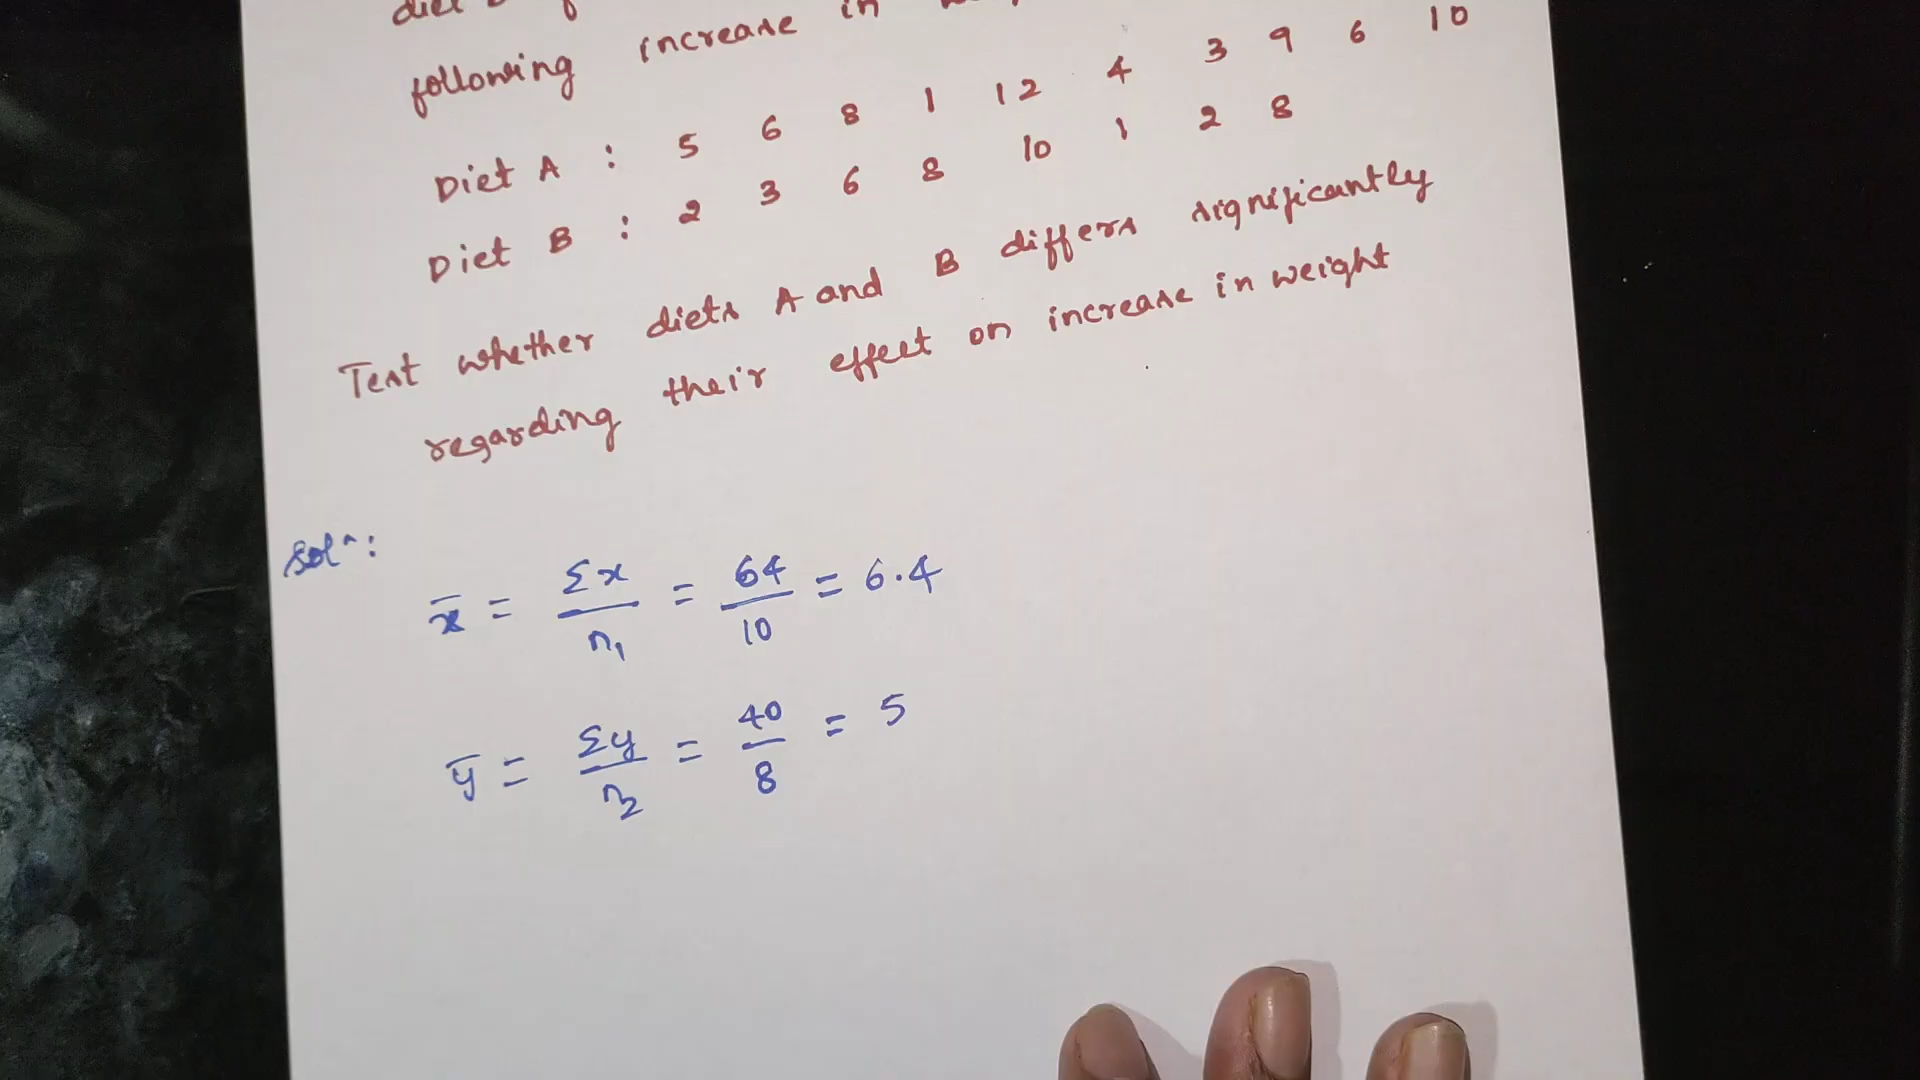 diet
following increase in
Diet A : 5 6 8 1 12 4 3 9 6 10
Diet B : 2 3 6 8 10 1 2 8
Test whether diets A and B differs significantly
regarding their effect on increase in weight
Solⁿ:
x̄ = Σx/n₁ = 64/10 = 6.4
ȳ = Σy/n₂ = 40/8 = 5